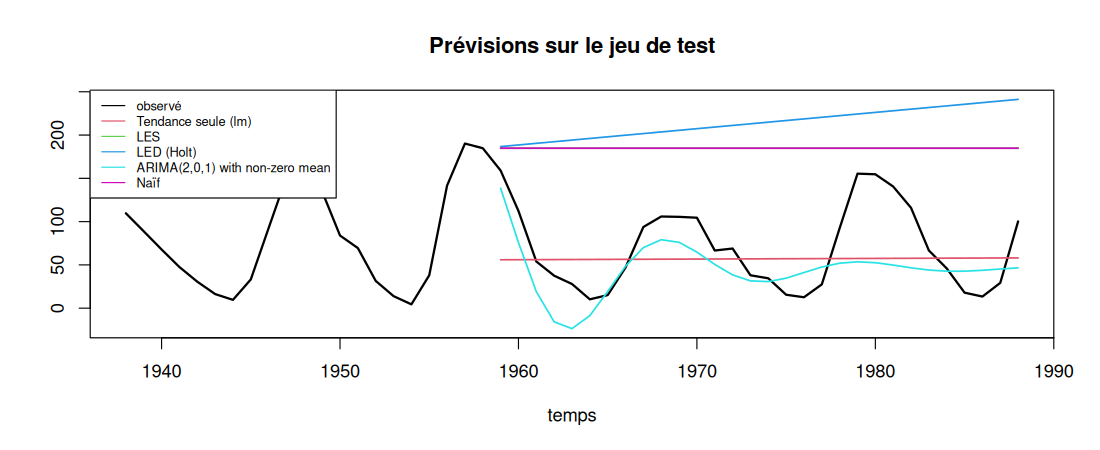 Prévisions sur le jeu de test
observé
Tendance seule (lm)
LES
LED (Holt)
ARIMA(2,0,1) with non-zero mean
Naïf
200
100
50
0
1940 1950 1960 1970 1980 1990
temps